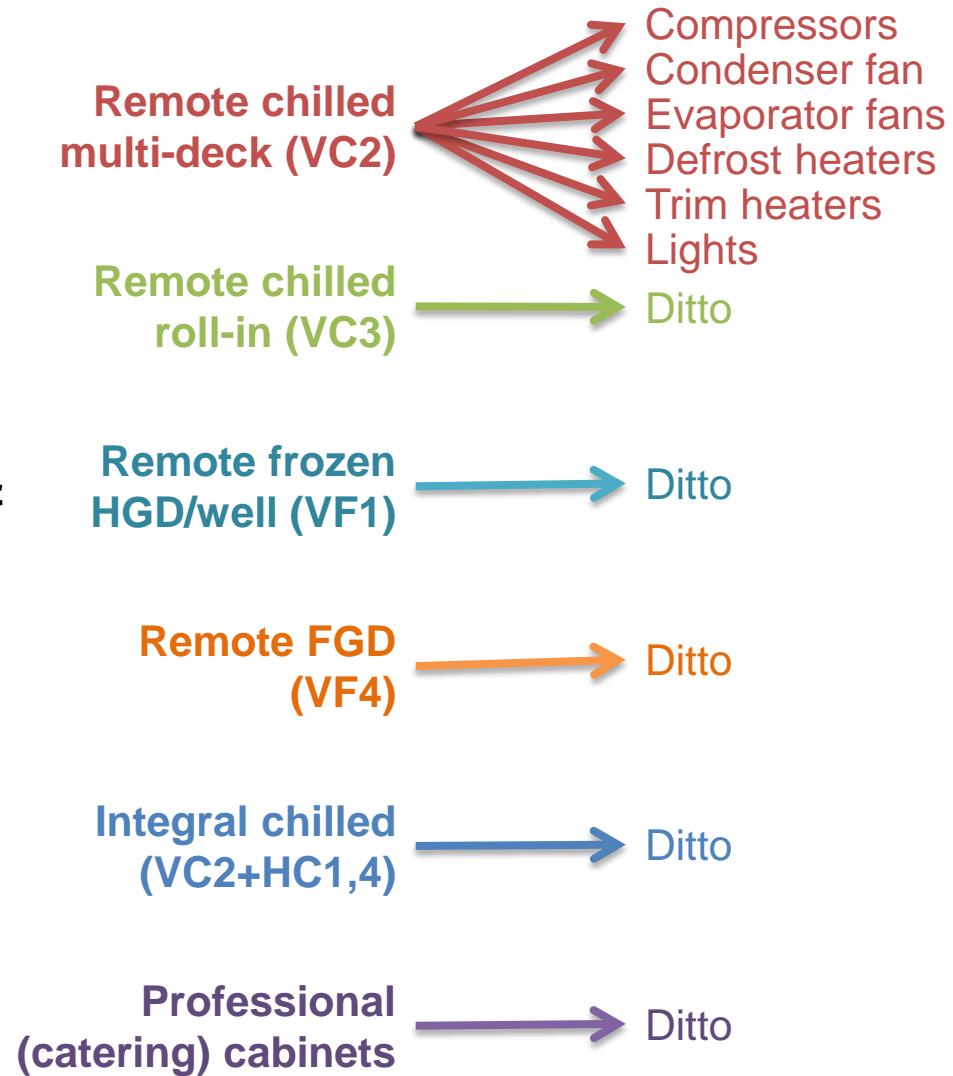 Compressors
Condenser fan
Remote chilled
multi-deck (VC2)
Evaporator fans
Defrost heaters
Trim heaters
Lights
Remote chilled
roll-in (VC3)
Ditto
Remote frozen
HGD/well (VF1)
Ditto
Remote FGD
(VF4)
Ditto
Integral chilled
(VC2+HC1,4)
Ditto
Professional
(catering) cabinets
Ditto